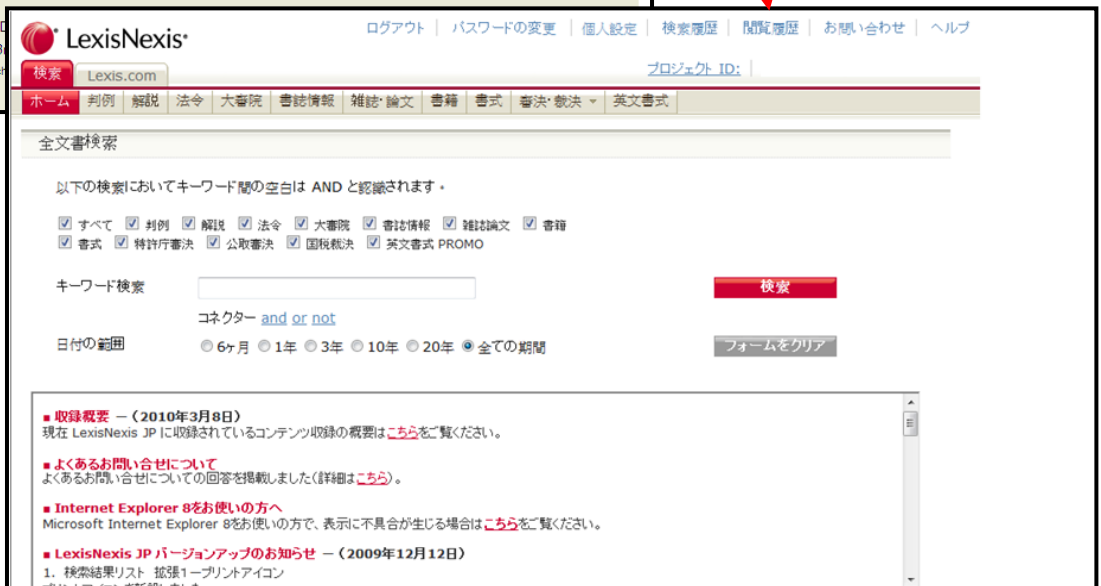 LexisNexis
ログアウト | パスワードの変更 | 個人設定 | 検索履歴 | 閲覧履歴 | お問い合わせ | ヘルプ
検索 Lexis.com
プロジェクト ID:
ホーム 判例 解説 法令 大審院 書誌情報 雑誌・論文 書籍 書式 審決・裁決 英文書式
全文書検索
以下の検索においてキーワード間の空白は AND と認識されます。
すべて 判例 解説 法令 大審院 書誌情報 雑誌論文 書籍
書式 特許庁審決 公取審決 国税裁決 英文書式 PROMO
キーワード検索 検索
コネクター and or not
日付の範囲 6ヶ月 1年 3年 10年 20年 全ての期間 フォームをクリア
■ 収録概要 －（2010年3月8日）
現在 LexisNexis JP に収録されているコンテンツ収録の概要はこちらをご覧ください。
■ よくあるお問い合せについて
よくあるお問い合せについての回答を掲載しました(詳細はこちら)。
■ Internet Explorer 8をお使いの方へ
Microsoft Internet Explorer 8をお使いの方で、表示に不具合が生じる場合はこちらをご覧ください。
■ LexisNexis JP バージョンアップのお知らせ －（2009年12月12日）
1. 検索結果リスト 拡張1－プリントアイコン